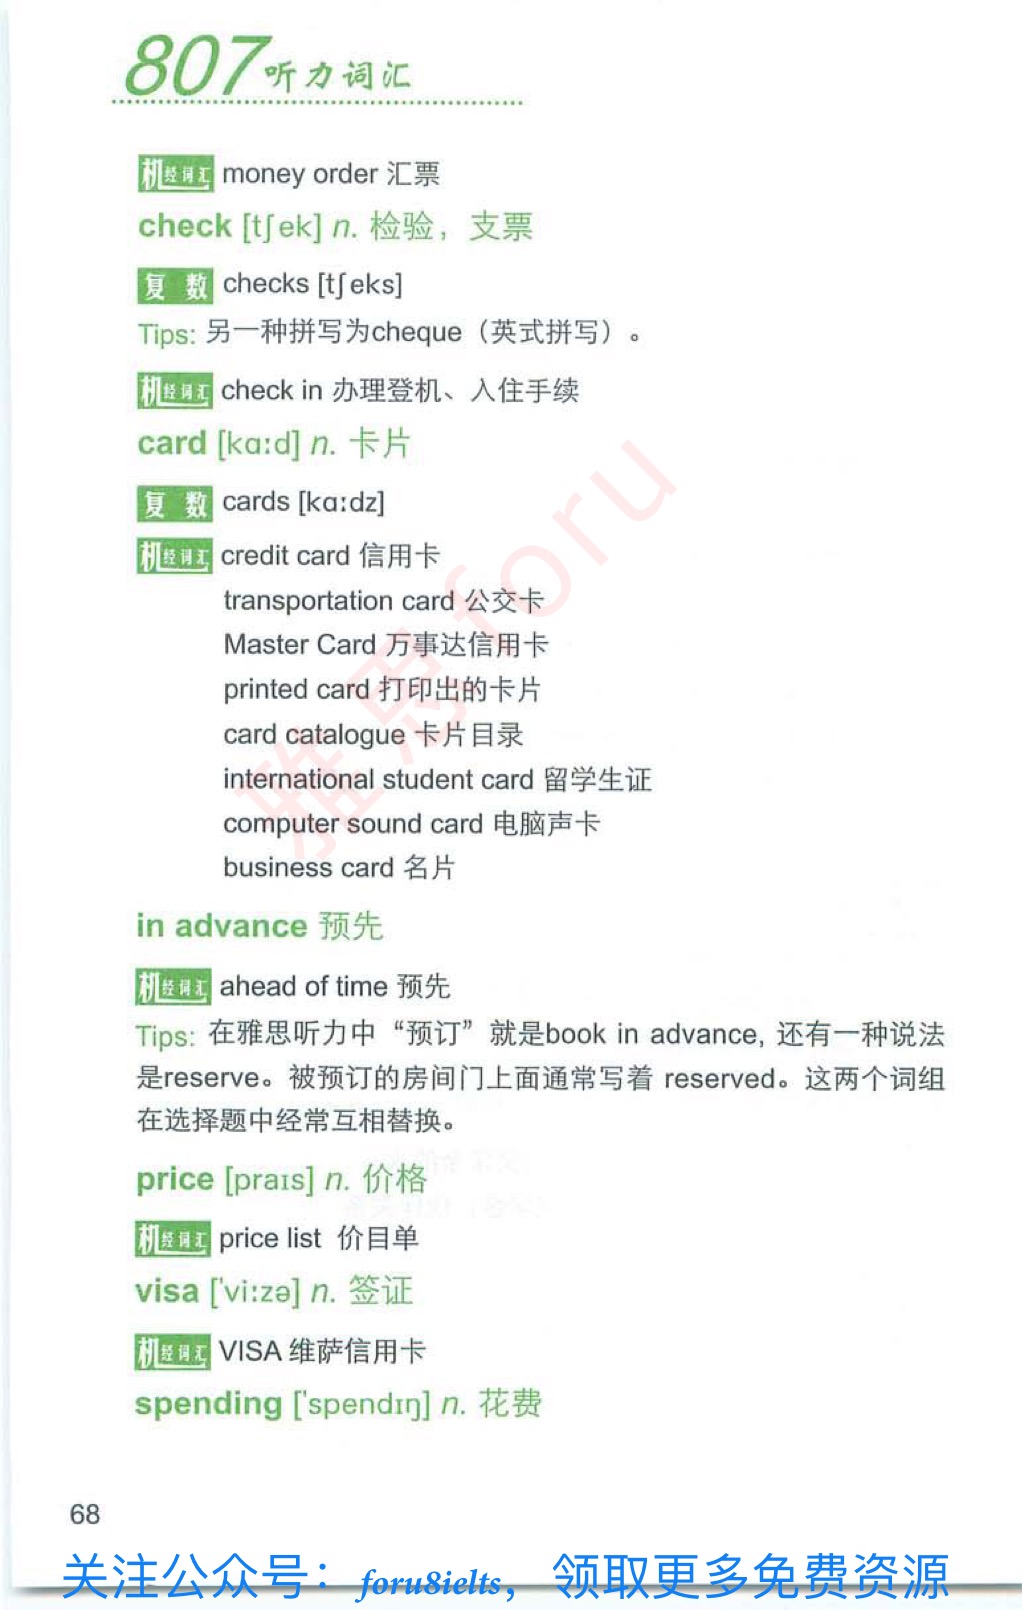 807听力词汇
机经词汇 money order 汇票
check [tʃek] n. 检验，支票
复数 checks [tʃeks]
Tips: 另一种拼写为cheque（英式拼写）。
机经词汇 check in 办理登机、入住手续
card [kɑːd] n. 卡片
复数 cards [kɑːdz]
机经词汇 credit card 信用卡
transportation card 公交卡
Master Card 万事达信用卡
printed card 打印出的卡片
card catalogue 卡片目录
international student card 留学生证
computer sound card 电脑声卡
business card 名片
雅思foru
in advance 预先
机经词汇 ahead of time 预先
Tips: 在雅思听力中“预订”就是book in advance, 还有一种说法
是reserve。被预订的房间门上面通常写着 reserved。这两个词组
在选择题中经常互相替换。
price [praɪs] n. 价格
机经词汇 price list 价目单
visa ['viːzə] n. 签证
机经词汇 VISA 维萨信用卡
spending ['spendɪŋ] n. 花费
68
关注公众号：foru8ielts，领取更多免费资源